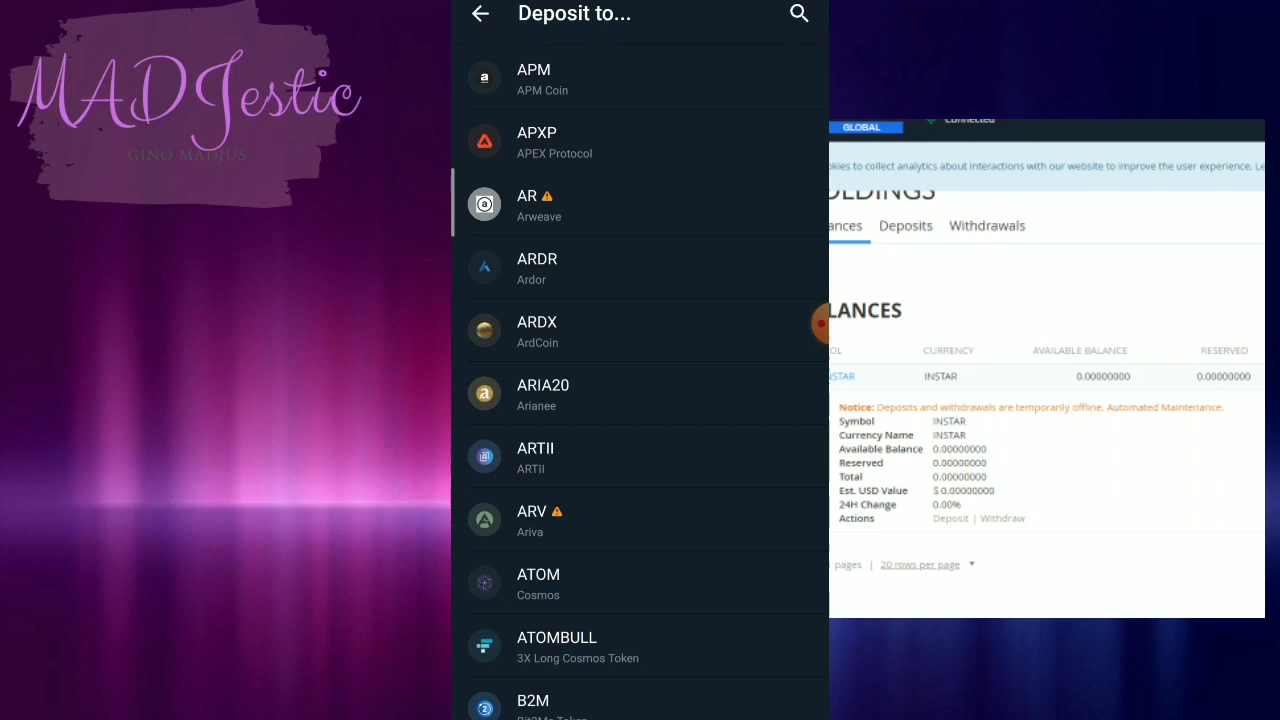 MADJestic
GINO MADJUS
Deposit to...
APM
APM Coin
APXP
APEX Protocol
AR
Arweave
ARDR
Ardor
ARDX
ArdCoin
ARIA20
Arianee
ARTII
ARTII
ARV
Ariva
ATOM
Cosmos
ATOMBULL
3X Long Cosmos Token
B2M
Bit2Me Token
GLOBAL Connected
okies to collect analytics about interactions with our website to improve the user experience. Le
OLDINGS
ances Deposits Withdrawals
LANCES
OL CURRENCY AVAILABLE BALANCE RESERVED
NSTAR INSTAR 0.00000000 0.00000000
Notice: Deposits and withdrawals are temporarily offline. Automated Maintenance.
Symbol INSTAR
Currency Name INSTAR
Available Balance 0.00000000
Reserved 0.00000000
Total 0.00000000
Est. USD Value $ 0.00000000
24H Change 0.00%
Actions Deposit | Withdraw
pages | 20 rows per page